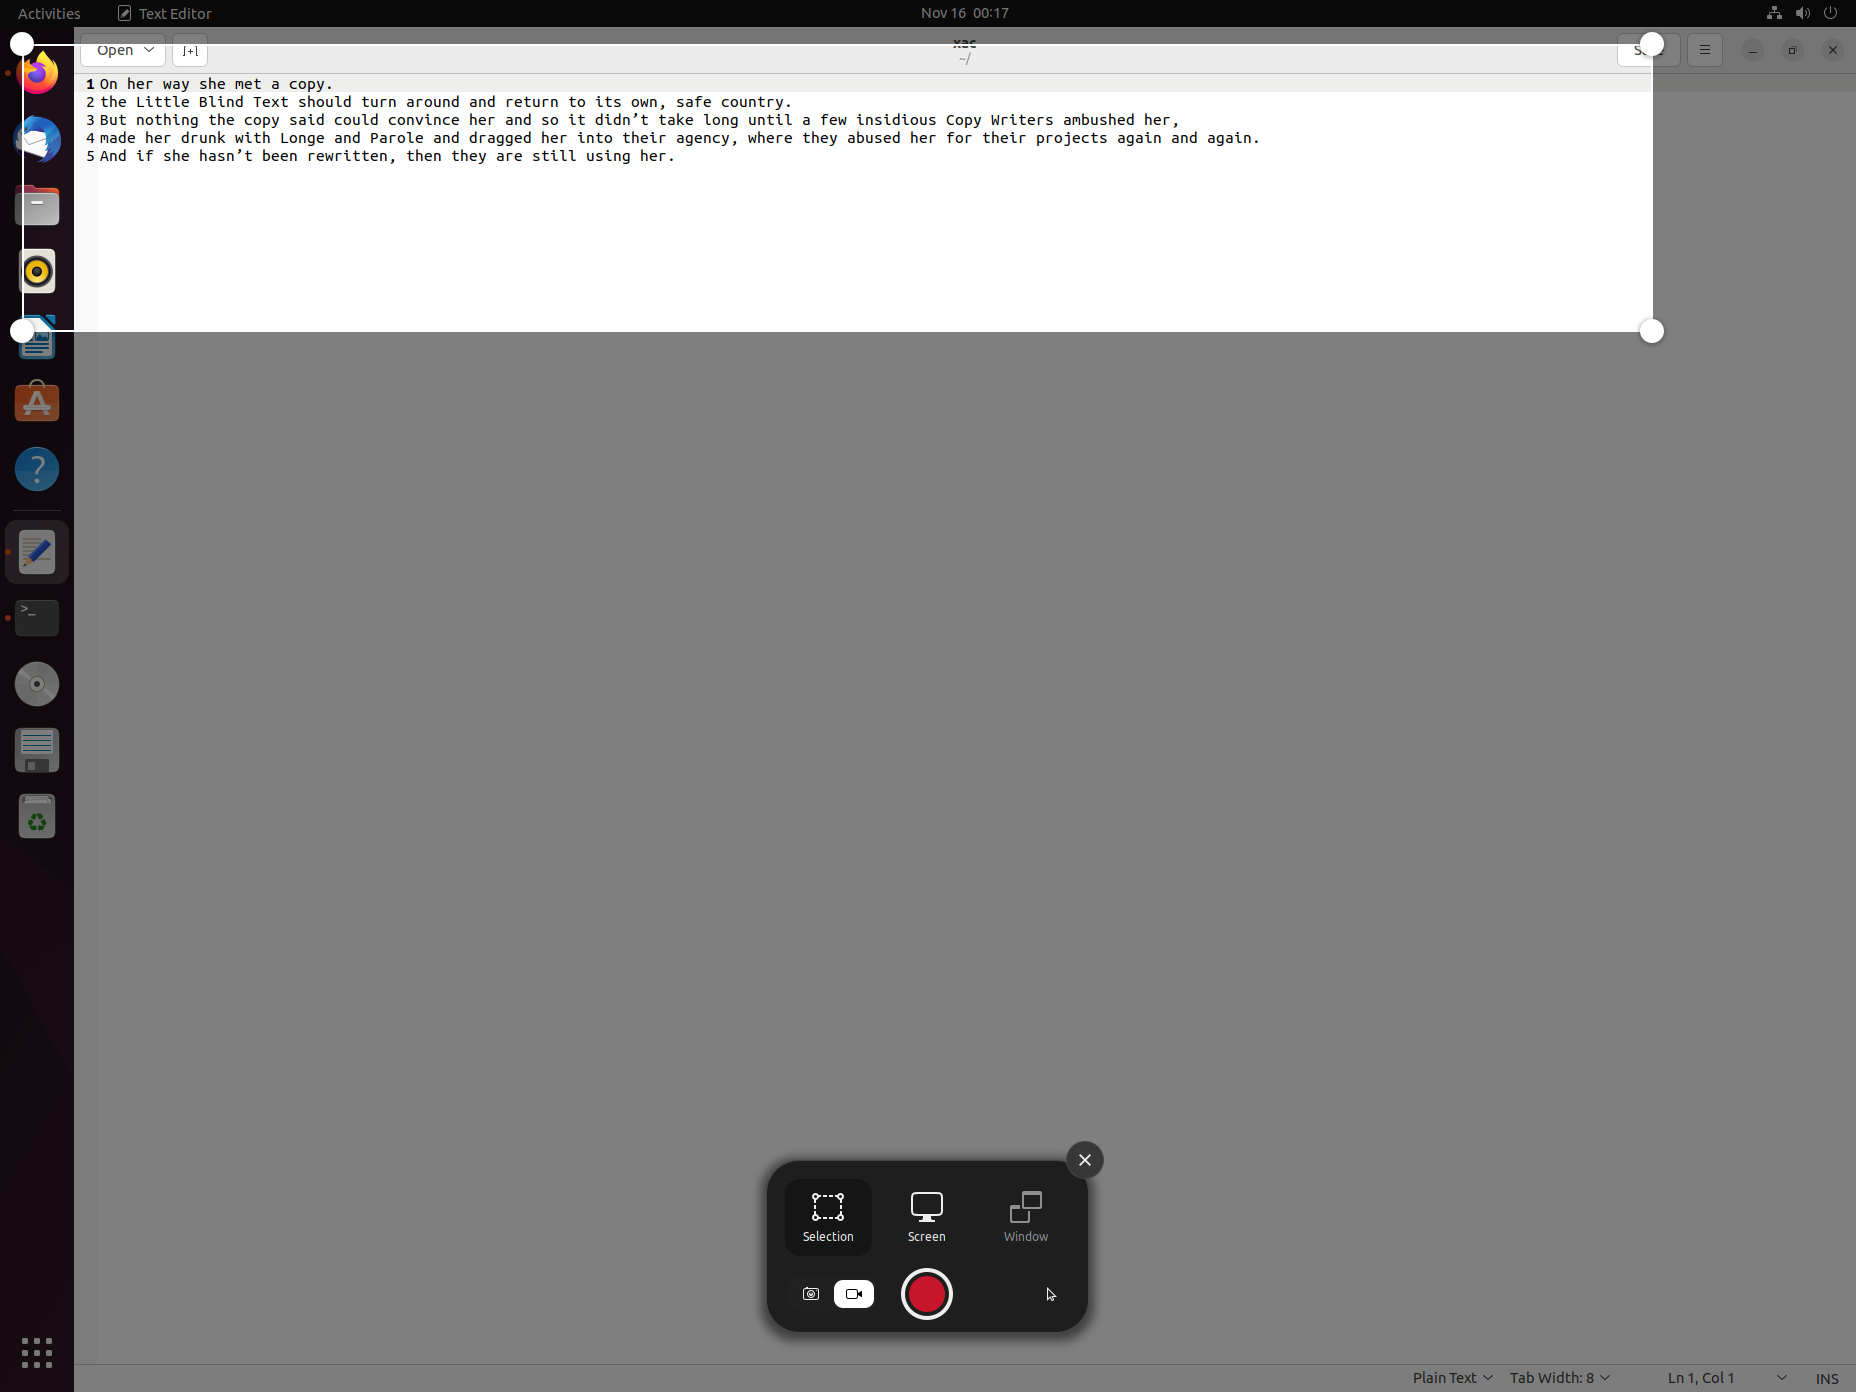 Activities Text Editor Nov 16 00:17
Open xac
~/
1 On her way she met a copy.
2 the Little Blind Text should turn around and return to its own, safe country.
3 But nothing the copy said could convince her and so it didn’t take long until a few insidious Copy Writers ambushed her,
4 made her drunk with Longe and Parole and dragged her into their agency, where they abused her for their projects again and again.
5 And if she hasn’t been rewritten, then they are still using her.
Selection Screen Window
Plain Text Tab Width: 8 Ln 1, Col 1 INS